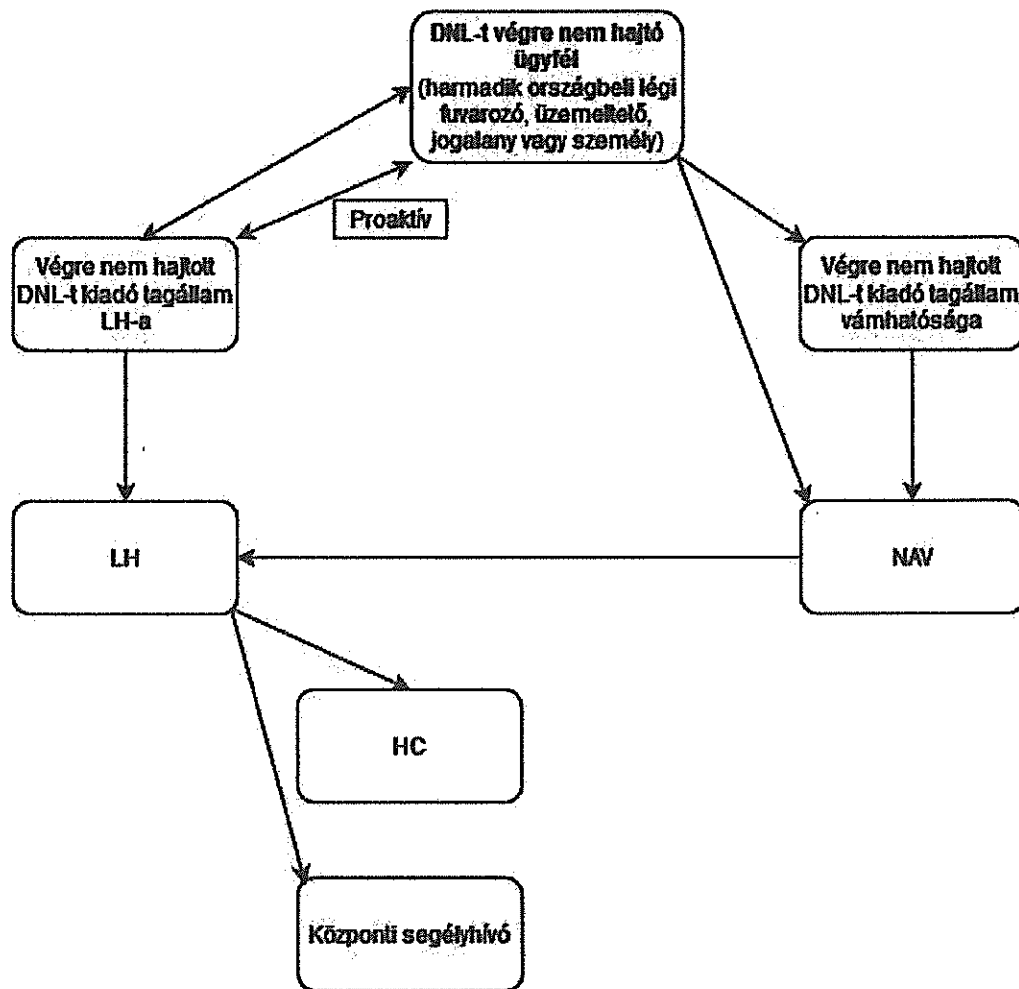 DNL-t végre nem hajtó
ügyfél
(harmadik országbeli légi
fuvarozó, üzemeltető,
jogalany vagy személy)
Proaktív
Végre nem hajtott
DNL-t kiadó tagállam
LH-a
Végre nem hajtott
DNL-t kiadó tagállam
vámhatósága
LH
NAV
HC
Központi segélyhívó